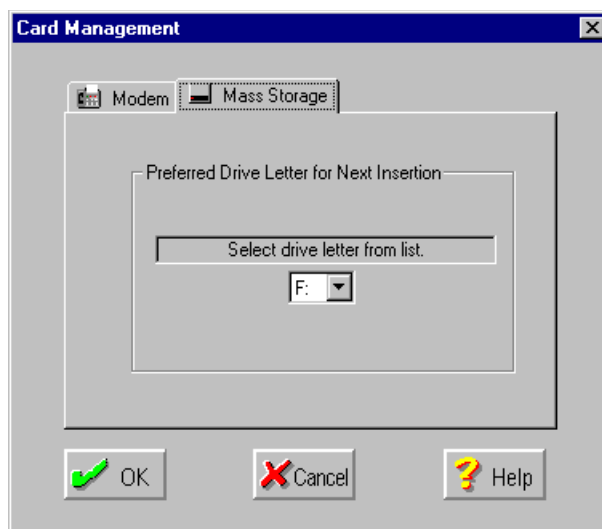 Card Management
Modem
Mass Storage
Preferred Drive Letter for Next Insertion
Select drive letter from list.
F:
OK
Cancel
Help